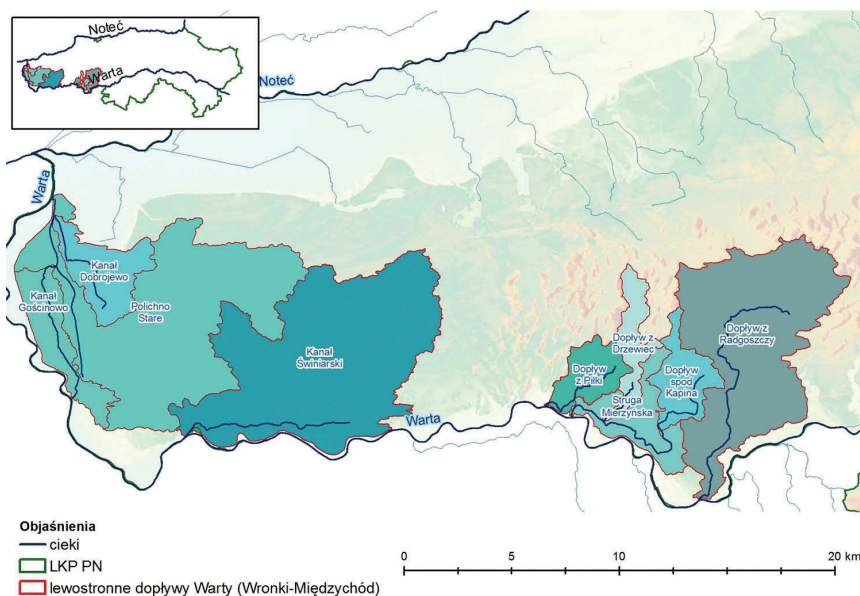 Noteć
Warta
Noteć
Warta
Kanał
Dobrojewo
Kanał
Gościnowo
Polichno
Stare
Kanał
Świniarski
Dopływ
z Piłki
Dopływ z
Drzewiec
Dopływ z
Radgoszczy
Dopływ
spod
Kapina
Struga
Mierzyńska
Warta
Objaśnienia
cieki
LKP PN
lewostronne dopływy Warty (Wronki-Międzychód)
0 5 10 20 km